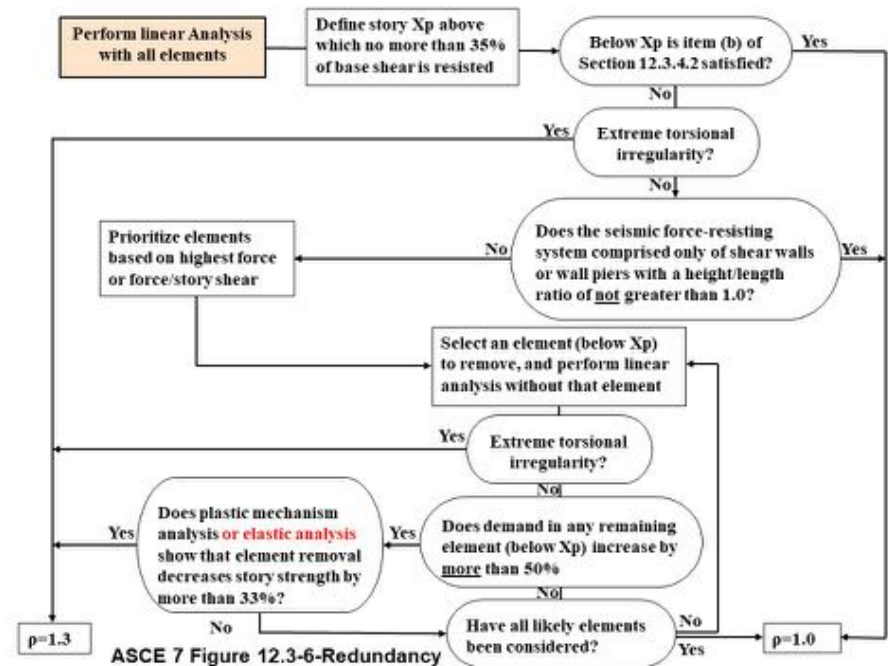 Perform linear Analysis
with all elements
Define story Xp above
which no more than 35%
of base shear is resisted
Below Xp is item (b) of
Section 12.3.4.2 satisfied?
Yes
No
Yes
Extreme torsional
irregularity?
No
Does the seismic force-resisting
system comprised only of shear walls
or wall piers with a height/length
ratio of not greater than 1.0?
No
Yes
Prioritize elements
based on highest force
or force/story shear
Select an element (below Xp)
to remove, and perform linear
analysis without that element
Yes
Extreme torsional
irregularity?
No
Does plastic mechanism
analysis or elastic analysis
show that element removal
decreases story strength by
more than 33%?
Yes
Yes
Does demand in any remaining
element (below Xp) increase by
more than 50%
No
No
Have all likely elements
been considered?
No
Yes
ρ=1.3
ρ=1.0
ASCE 7 Figure 12.3-6-Redundancy